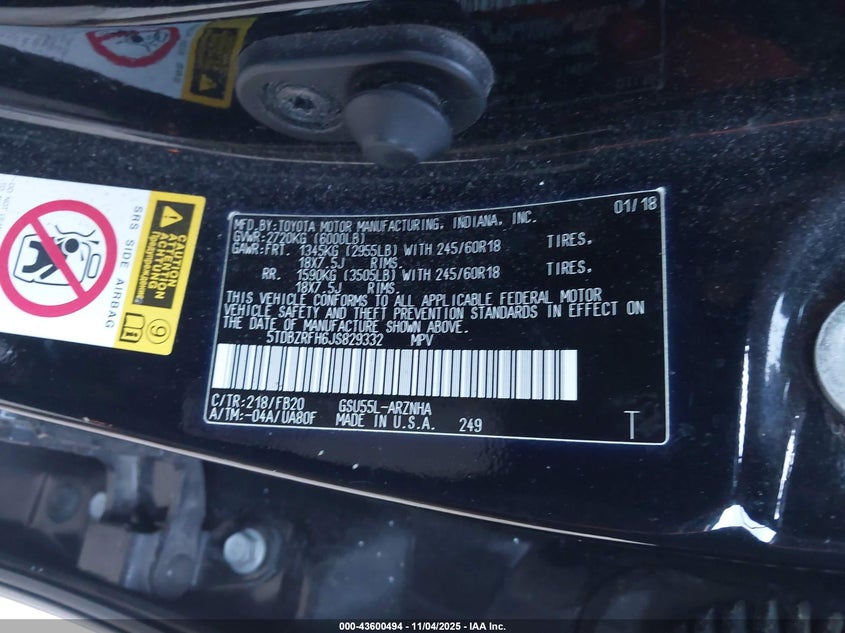 SRS SIDE AIRBAG
CAUTION
ACHTUNG
ATTENTION
9
MFD.BY:TOYOTA MOTOR MANUFACTURING, INDIANA, INC. 01/18
GVWR:2720KG (6000LB)
GAWR:FRT. 1345KG (2955LB) WITH 245/60R18 TIRES,
18X7.5J RIMS.
RR. 1590KG (3505LB) WITH 245/60R18 TIRES,
18X7.5J RIMS.
THIS VEHICLE CONFORMS TO ALL APPLICABLE FEDERAL MOTOR
VEHICLE SAFETY AND THEFT PREVENTION STANDARDS IN EFFECT ON
THE DATE OF MANUFACTURE SHOWN ABOVE.
5TDBZRFH6JS829332 MPV
C/TR:218/FB20 GSU55L-ARZNHA
A/TM:-04A/UA80F MADE IN U.S.A. 249 T
000-43600494 - 11/04/2025 - IAA Inc.